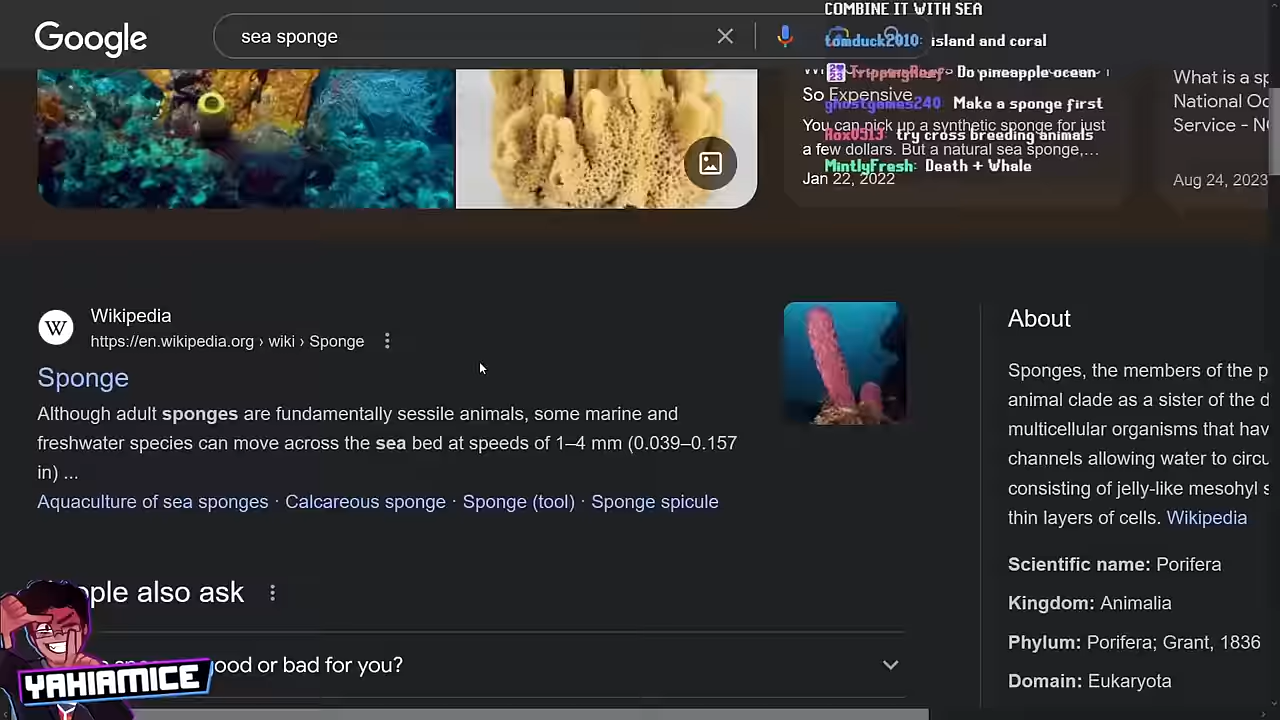 COMBINE IT WITH SEA
Google
sea sponge
tomduck2010: island and coral
TrippingReef: Do pineapple ocean
So Expensive
ghostgames240 Make a sponge first
You can pick up a synthetic sponge for just
Rox0513: try cross breeding animals
a few dollars. But a natural sea sponge,...
MintlyFresh: Death + Whale
Jan 22, 2022
What is a sp
National Oc
Service - N
Aug 24, 2023
Wikipedia
https://en.wikipedia.org › wiki › Sponge
Sponge
Although adult sponges are fundamentally sessile animals, some marine and
freshwater species can move across the sea bed at speeds of 1–4 mm (0.039–0.157
in) ...
Aquaculture of sea sponges · Calcareous sponge · Sponge (tool) · Sponge spicule
ple also ask
ood or bad for you?
About
Sponges, the members of the p
animal clade as a sister of the d
multicellular organisms that hav
channels allowing water to circu
consisting of jelly-like mesohyl s
thin layers of cells. Wikipedia
Scientific name: Porifera
Kingdom: Animalia
Phylum: Porifera; Grant, 1836
Domain: Eukaryota
YAHIAMICE